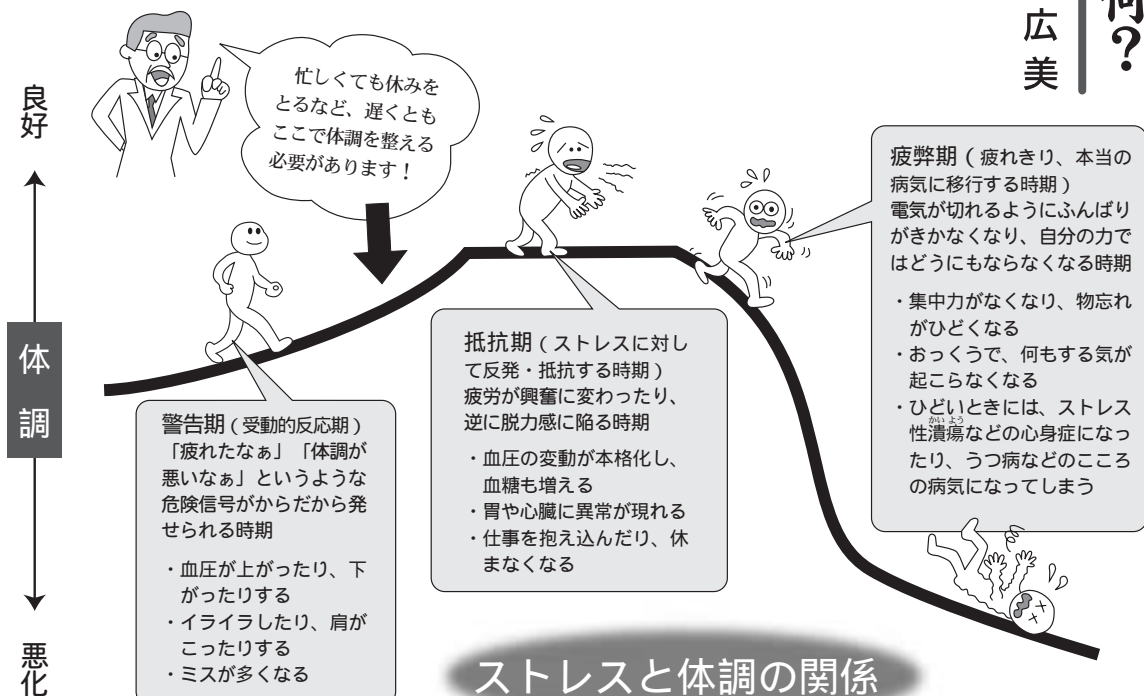 何?
広美
良好
体調
悪化
忙しくても休みを
とるなど、遅くとも
ここで体調を整える
必要があります!
警告期(受動的反応期)
「疲れたなぁ」「体調が
悪いなぁ」というような
危険信号がからだから発
せられる時期
・血圧が上がったり、下
がったりする
・イライラしたり、肩が
こったりする
・ミスが多くなる
抵抗期(ストレスに対し
て反発・抵抗する時期)
疲労が興奮に変わったり、
逆に脱力感に陥る時期
・血圧の変動が本格化し、
血糖も増える
・胃や心臓に異常が現れる
・仕事を抱え込んだり、休
まなくなる
疲弊期(疲れきり、本当の
病気に移行する時期)
電気が切れるようにふんばり
がきかなくなり、自分の力で
はどうにもならなくなる時期
・集中力がなくなり、物忘れ
がひどくなる
・おっくうで、何もする気が
起こらなくなる
・ひどいときには、ストレス
かいよう
性潰瘍などの心身症になっ
たり、うつ病などのこころ
の病気になってしまう
ストレスと体調の関係